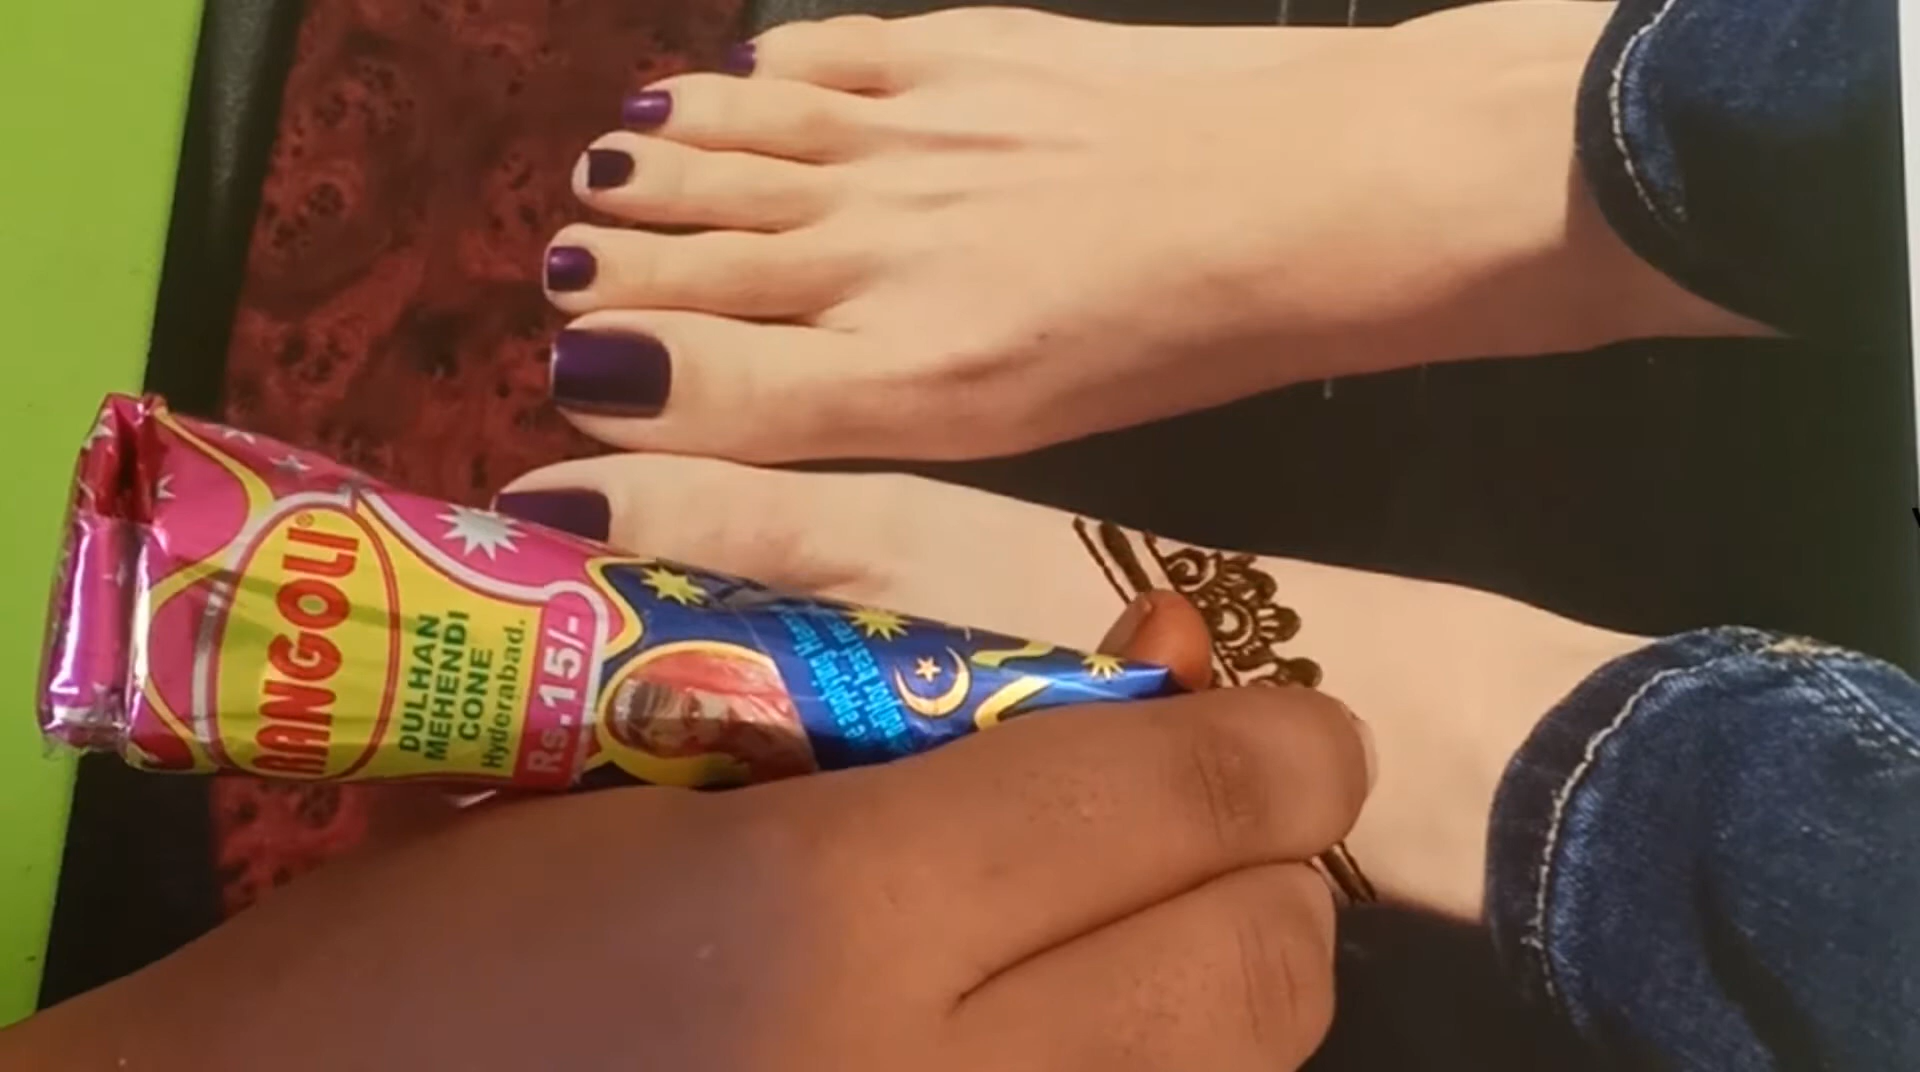 RANGOLI
DULHAN
MEHENDI
CONE
Hyderabad.
Rs.15/-